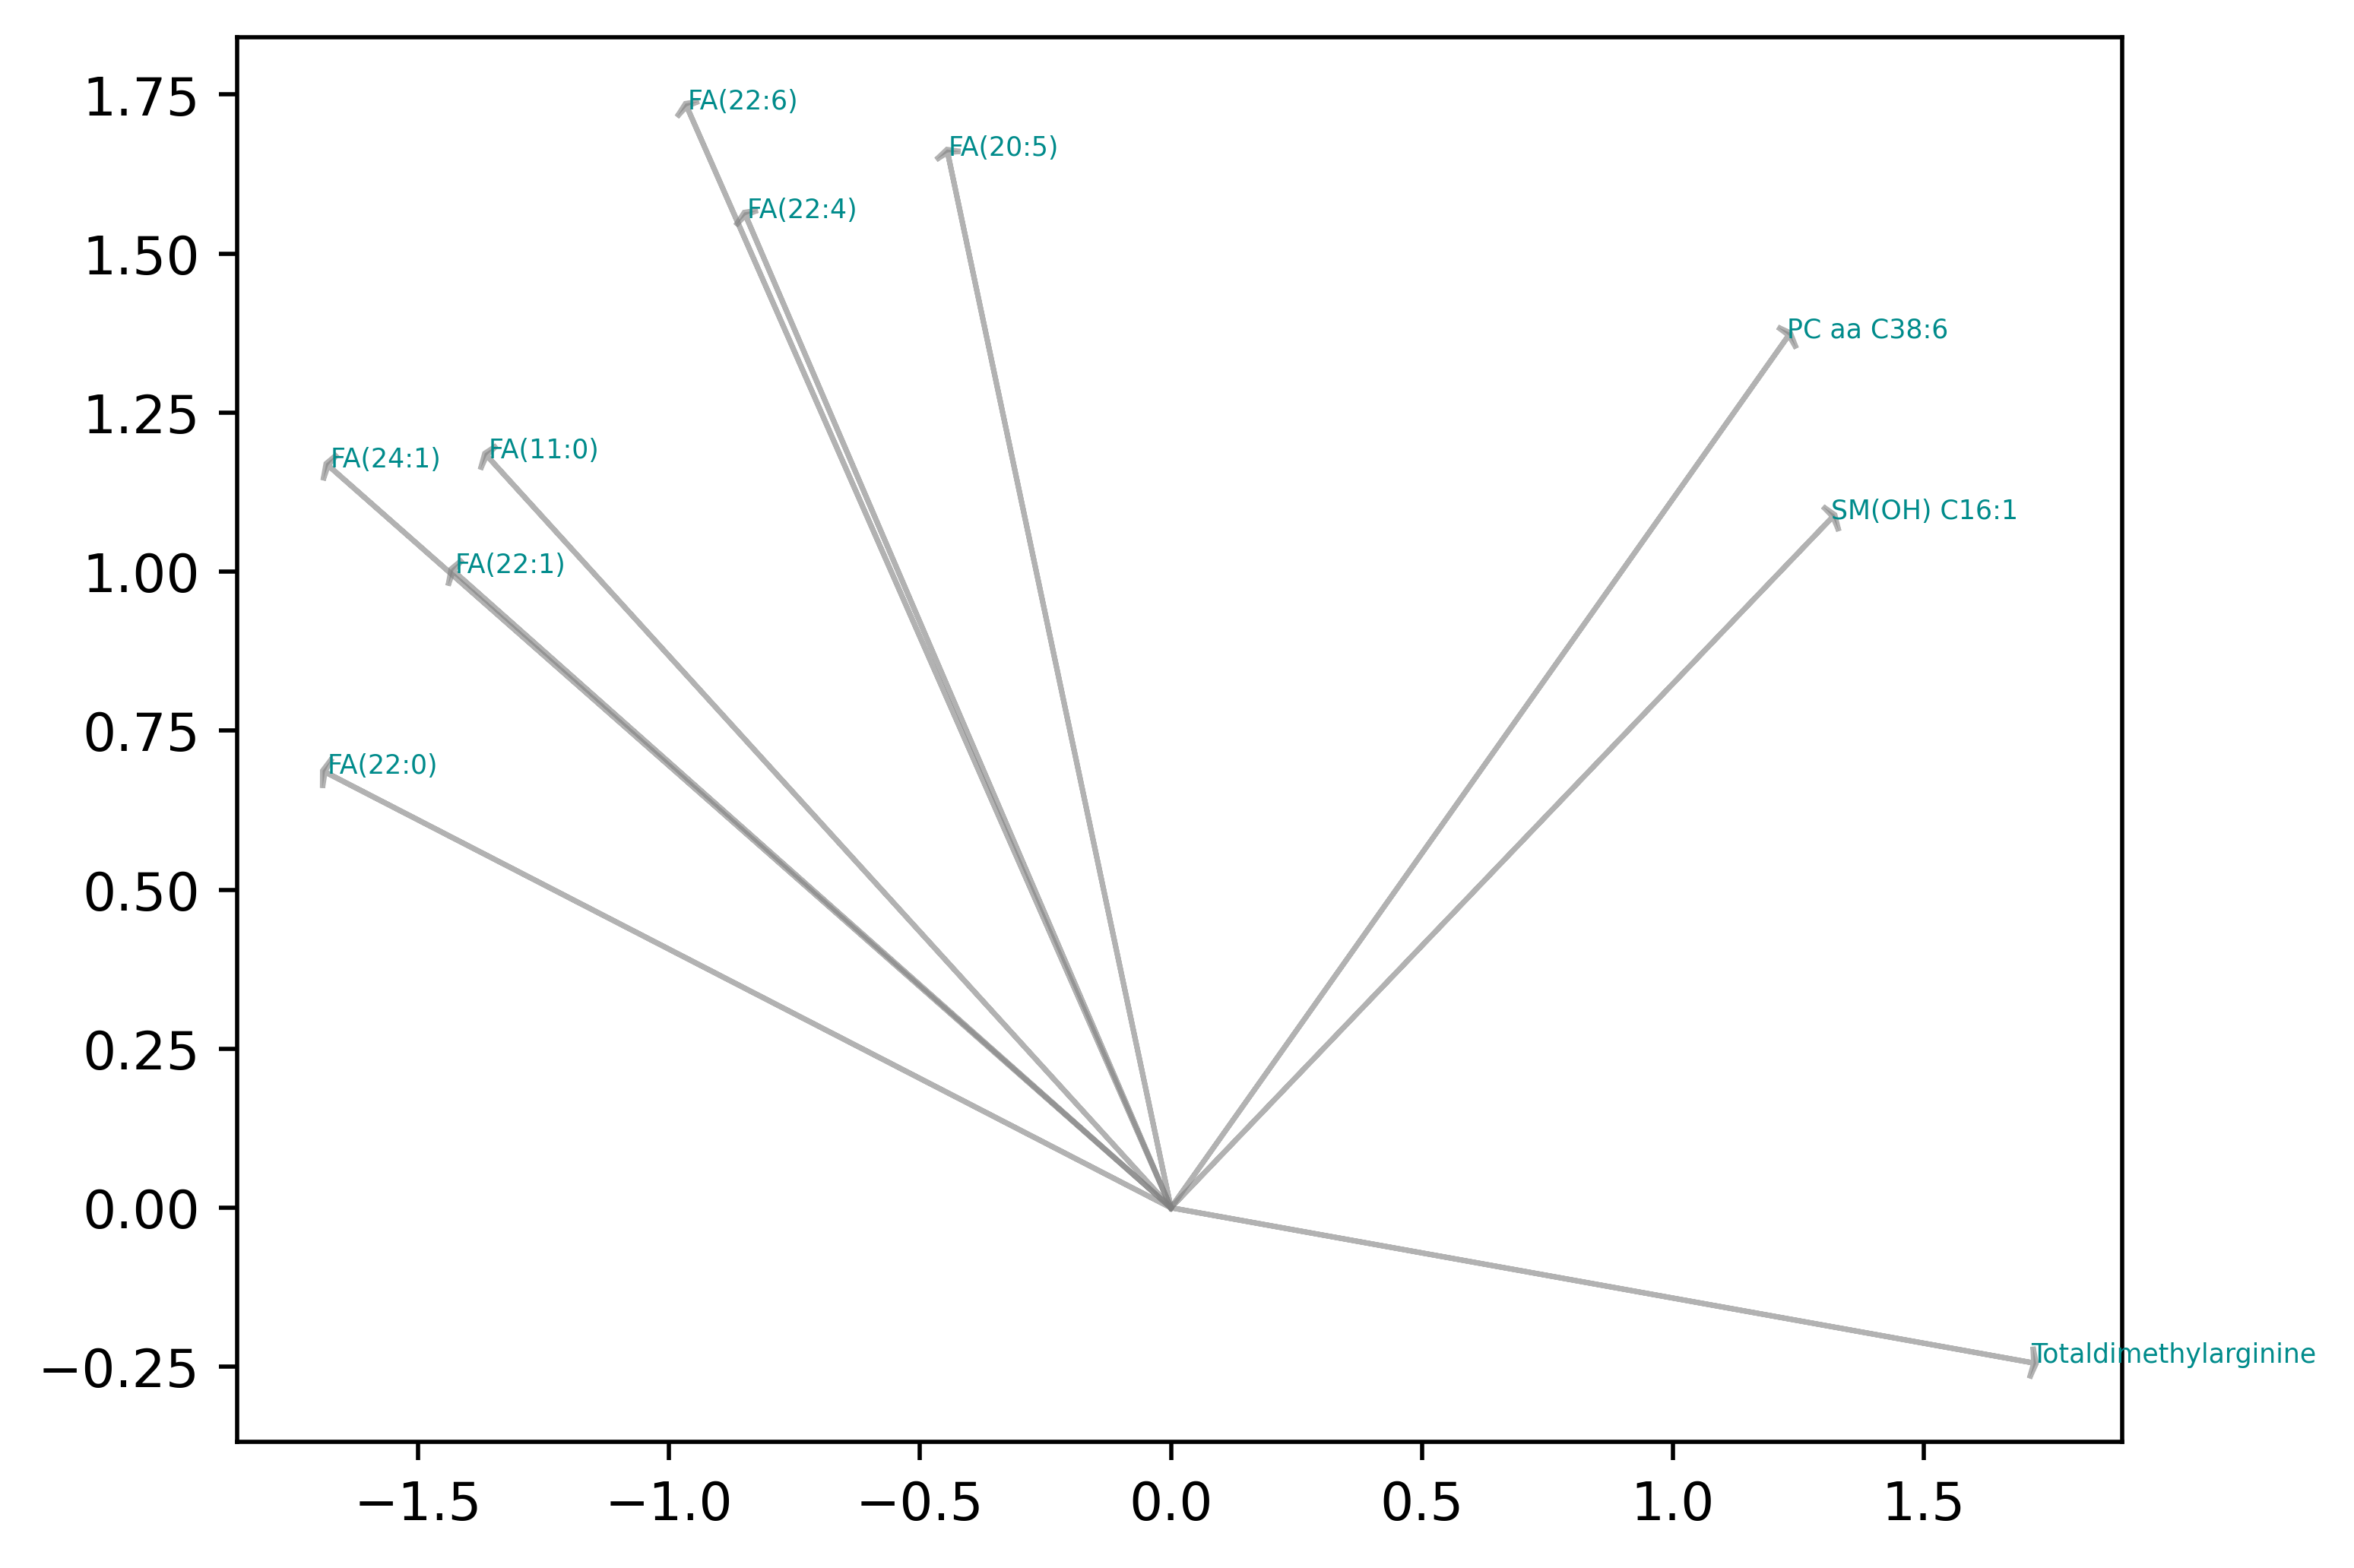 1.75
1.50
1.25
1.00
0.75
0.50
0.25
0.00
−0.25
FA(22:6)
FA(20:5)
FA(22:4)
PC aa C38:6
FA(24:1)
FA(11:0)
SM(OH) C16:1
FA(22:1)
FA(22:0)
Totaldimethylarginine
−1.5
−1.0
−0.5
0.0
0.5
1.0
1.5